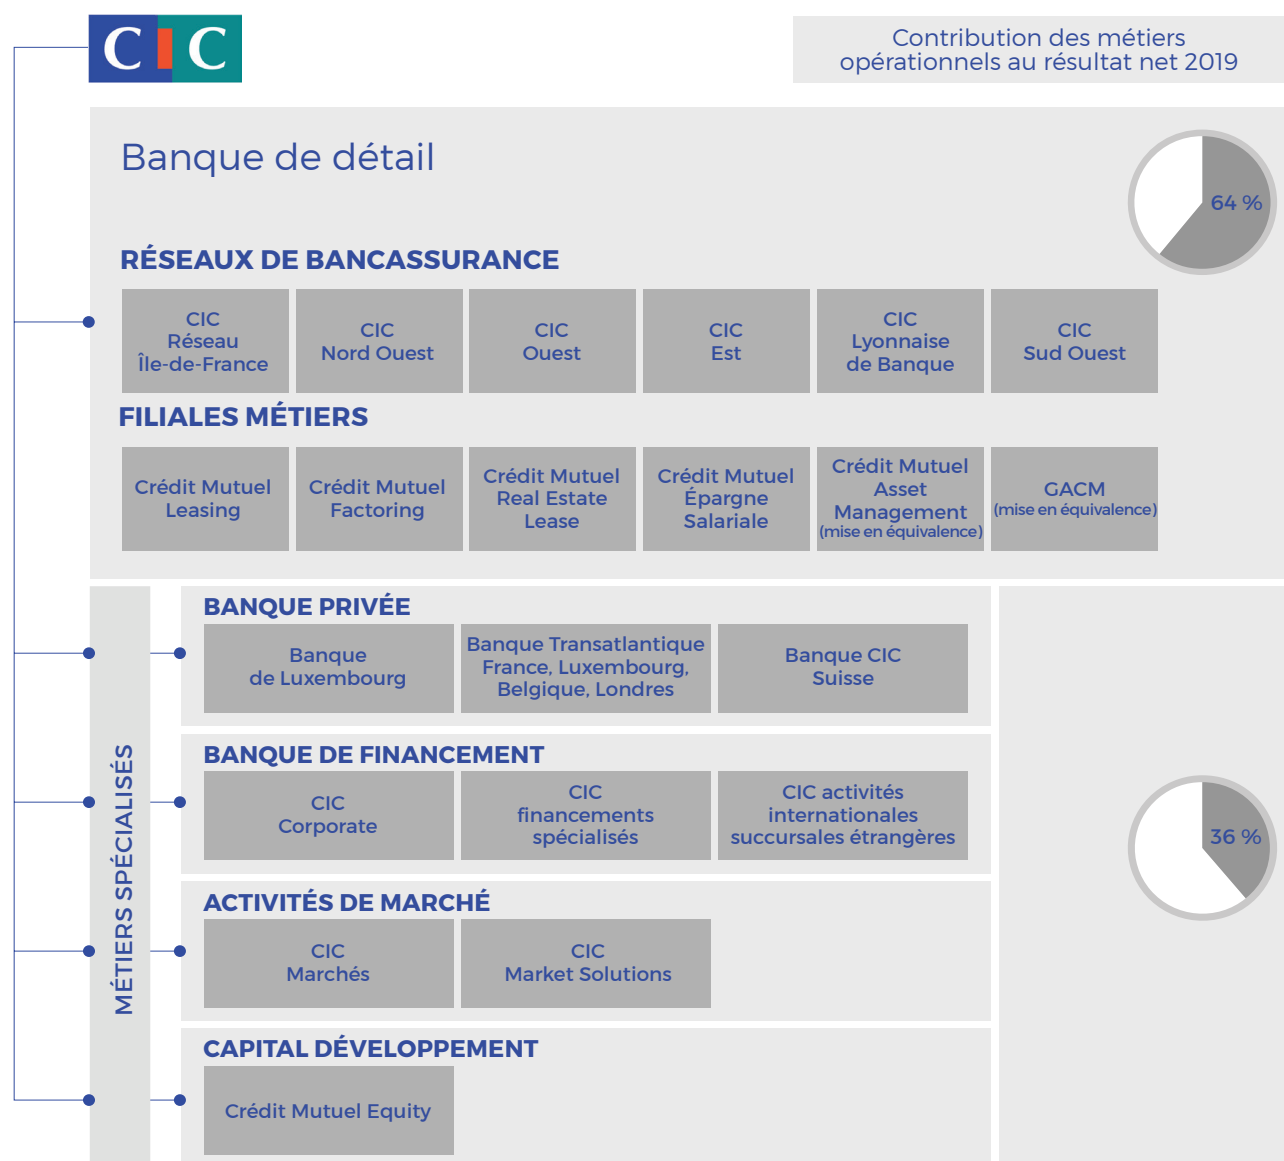 CIC
Contribution des métiers
opérationnels au résultat net 2019
Banque de détail
64 %
RÉSEAUX DE BANCASSURANCE
CIC
Réseau
Île-de-France
CIC
Nord Ouest
CIC
Ouest
CIC
Est
CIC
Lyonnaise
de Banque
CIC
Sud Ouest
FILIALES MÉTIERS
Crédit Mutuel
Leasing
Crédit Mutuel
Factoring
Crédit Mutuel
Real Estate
Lease
Crédit Mutuel
Épargne
Salariale
Crédit Mutuel
Asset
Management
(mise en équivalence)
GACM
(mise en équivalence)
MÉTIERS SPÉCIALISÉS
BANQUE PRIVÉE
Banque
de Luxembourg
Banque Transatlantique
France, Luxembourg,
Belgique, Londres
Banque CIC
Suisse
BANQUE DE FINANCEMENT
CIC
Corporate
CIC
financements
spécialisés
CIC activités
internationales
succursales étrangères
36 %
ACTIVITÉS DE MARCHÉ
CIC
Marchés
CIC
Market Solutions
CAPITAL DÉVELOPPEMENT
Crédit Mutuel Equity